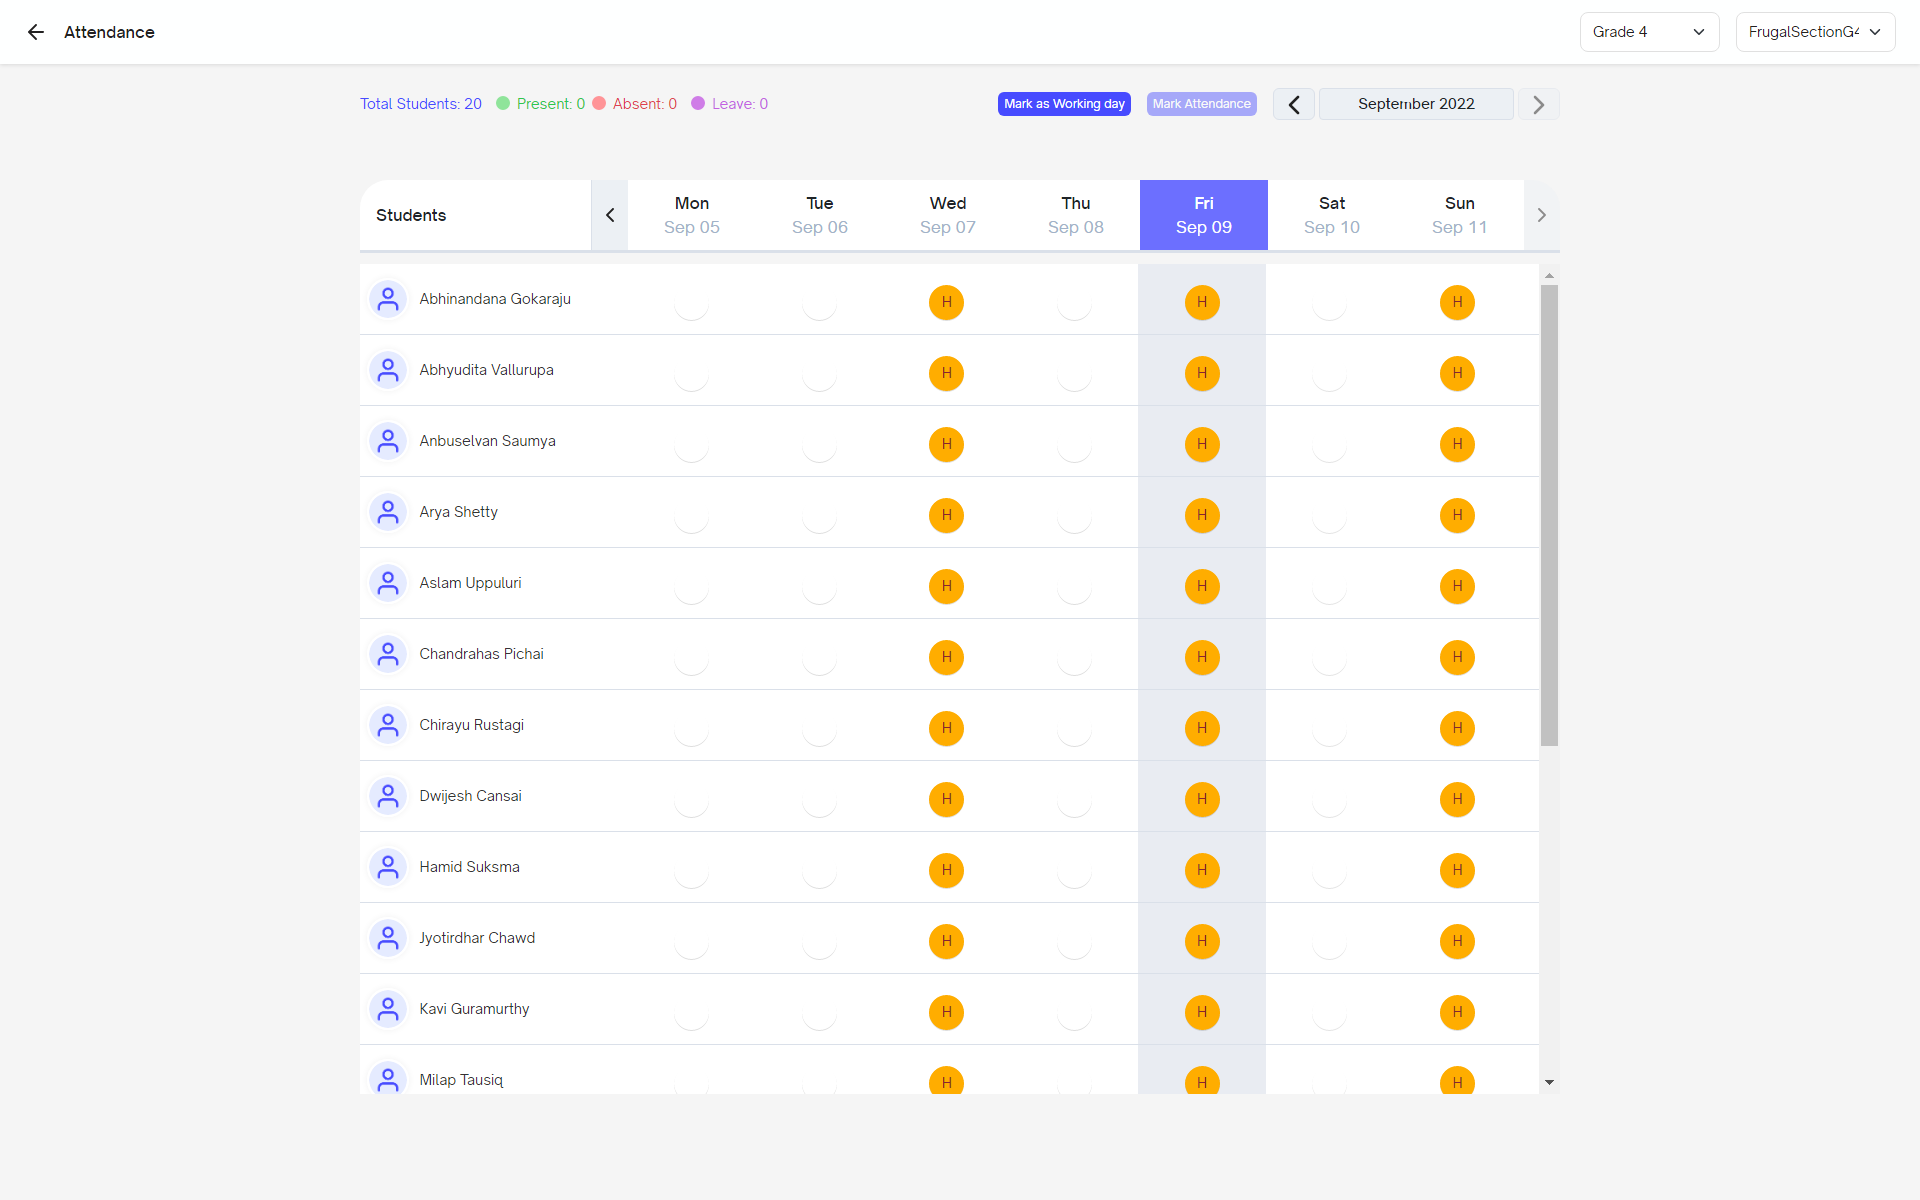 Attendance
Grade 4
FrugalSectionG4
Total Students: 20 Present: 0 Absent: 0 Leave: 0
Mark as Working day
Mark Attendance
September 2022
Students Mon Tue Wed Thu Fri Sat Sun
Sep 05 Sep 06 Sep 07 Sep 08 Sep 09 Sep 10 Sep 11
Abhinandana Gokaraju H H H
Abhyudita Vallurupa H H H
Anbuselvan Saumya H H H
Arya Shetty H H H
Aslam Uppuluri H H H
Chandrahas Pichai H H H
Chirayu Rustagi H H H
Dwijesh Cansai H H H
Hamid Suksma H H H
Jyotirdhar Chawd H H H
Kavi Guramurthy H H H
Milap Tausiq H H H